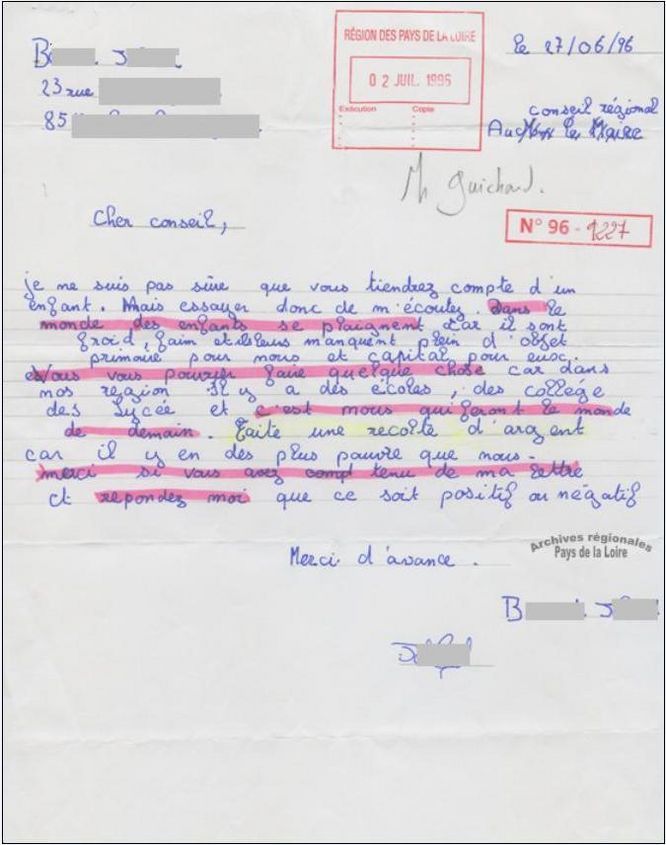 B J
23 rue
85
RÉGION DES PAYS DE LA LOIRE
02 JUIL. 1996
Exécution Copie
le 27/06/96
conseil régional
Au le Maire
M Guichard.
N° 96 - 1227
Cher conseil,
je ne suis pas sûre que vous tiendrez compte d'un
enfant. Mais essayer donc de m'écoutez. Dans le
monde des enfants se plaignent car il sont
froid, faim et illeurs manquent plein d'objet
primaire pour nous et capital pour eux.
Vous vous pourrier faire quelque chose car dans
nos region il y a des écoles, des collége
des Lycée et c'est nous qui feront le monde
de demain. Faite une recolte d'argent
car il y en des plus pauvre que nous.
merci si vous avez compt tenu de ma lettre
et repondez moi que ce soit positif ou négatif
Merci d'avance.
Archives régionales
Pays de la Loire
B J